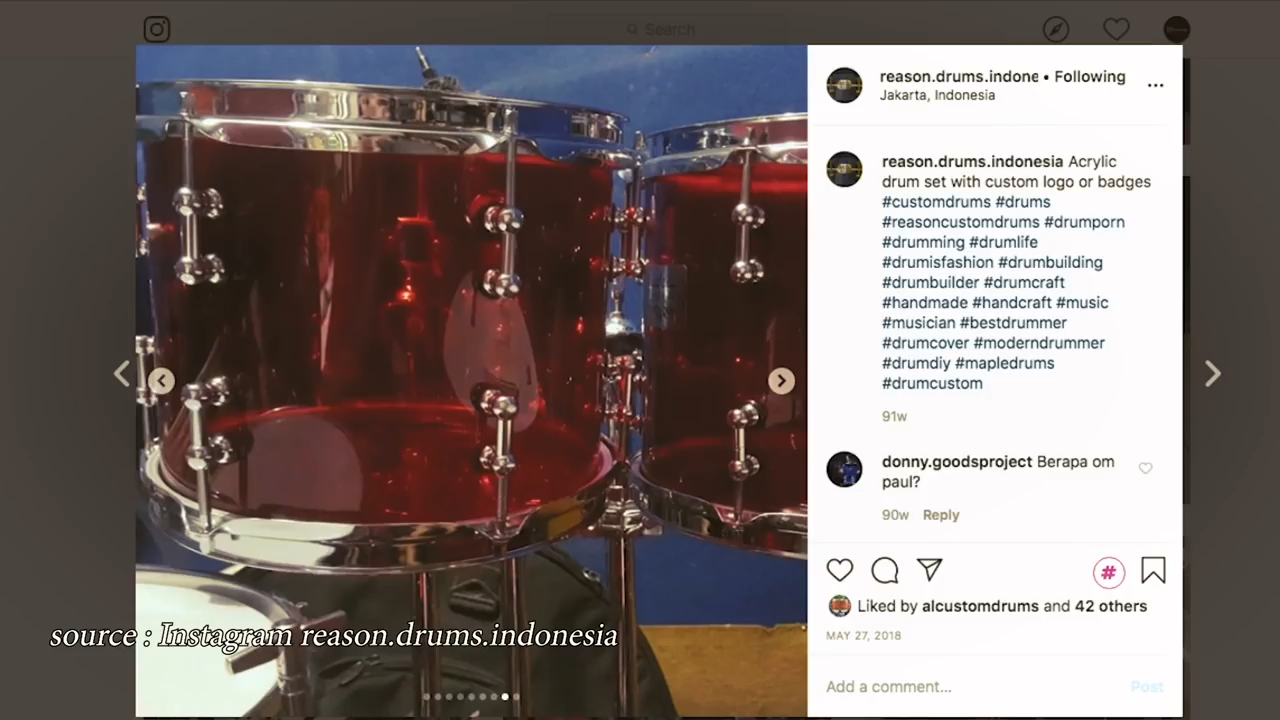 Search
reason.drums.indone • Following
Jakarta, Indonesia
reason.drums.indonesia Acrylic
drum set with custom logo or badges
#customdrums #drums
#reasoncustomdrums #drumporn
#drumming #drumlife
#drumisfashion #drumbuilding
#drumbuilder #drumcraft
#handmade #handcraft #music
#musician #bestdrummer
#drumcover #moderndrummer
#drumdiy #mapledrums
#drumcustom
91w
donny.goodsproject Berapa om
paul?
90w Reply
#
Liked by alcustomdrums and 42 others
MAY 27, 2018
Add a comment... Post
source : Instagram reason.drums.indonesia